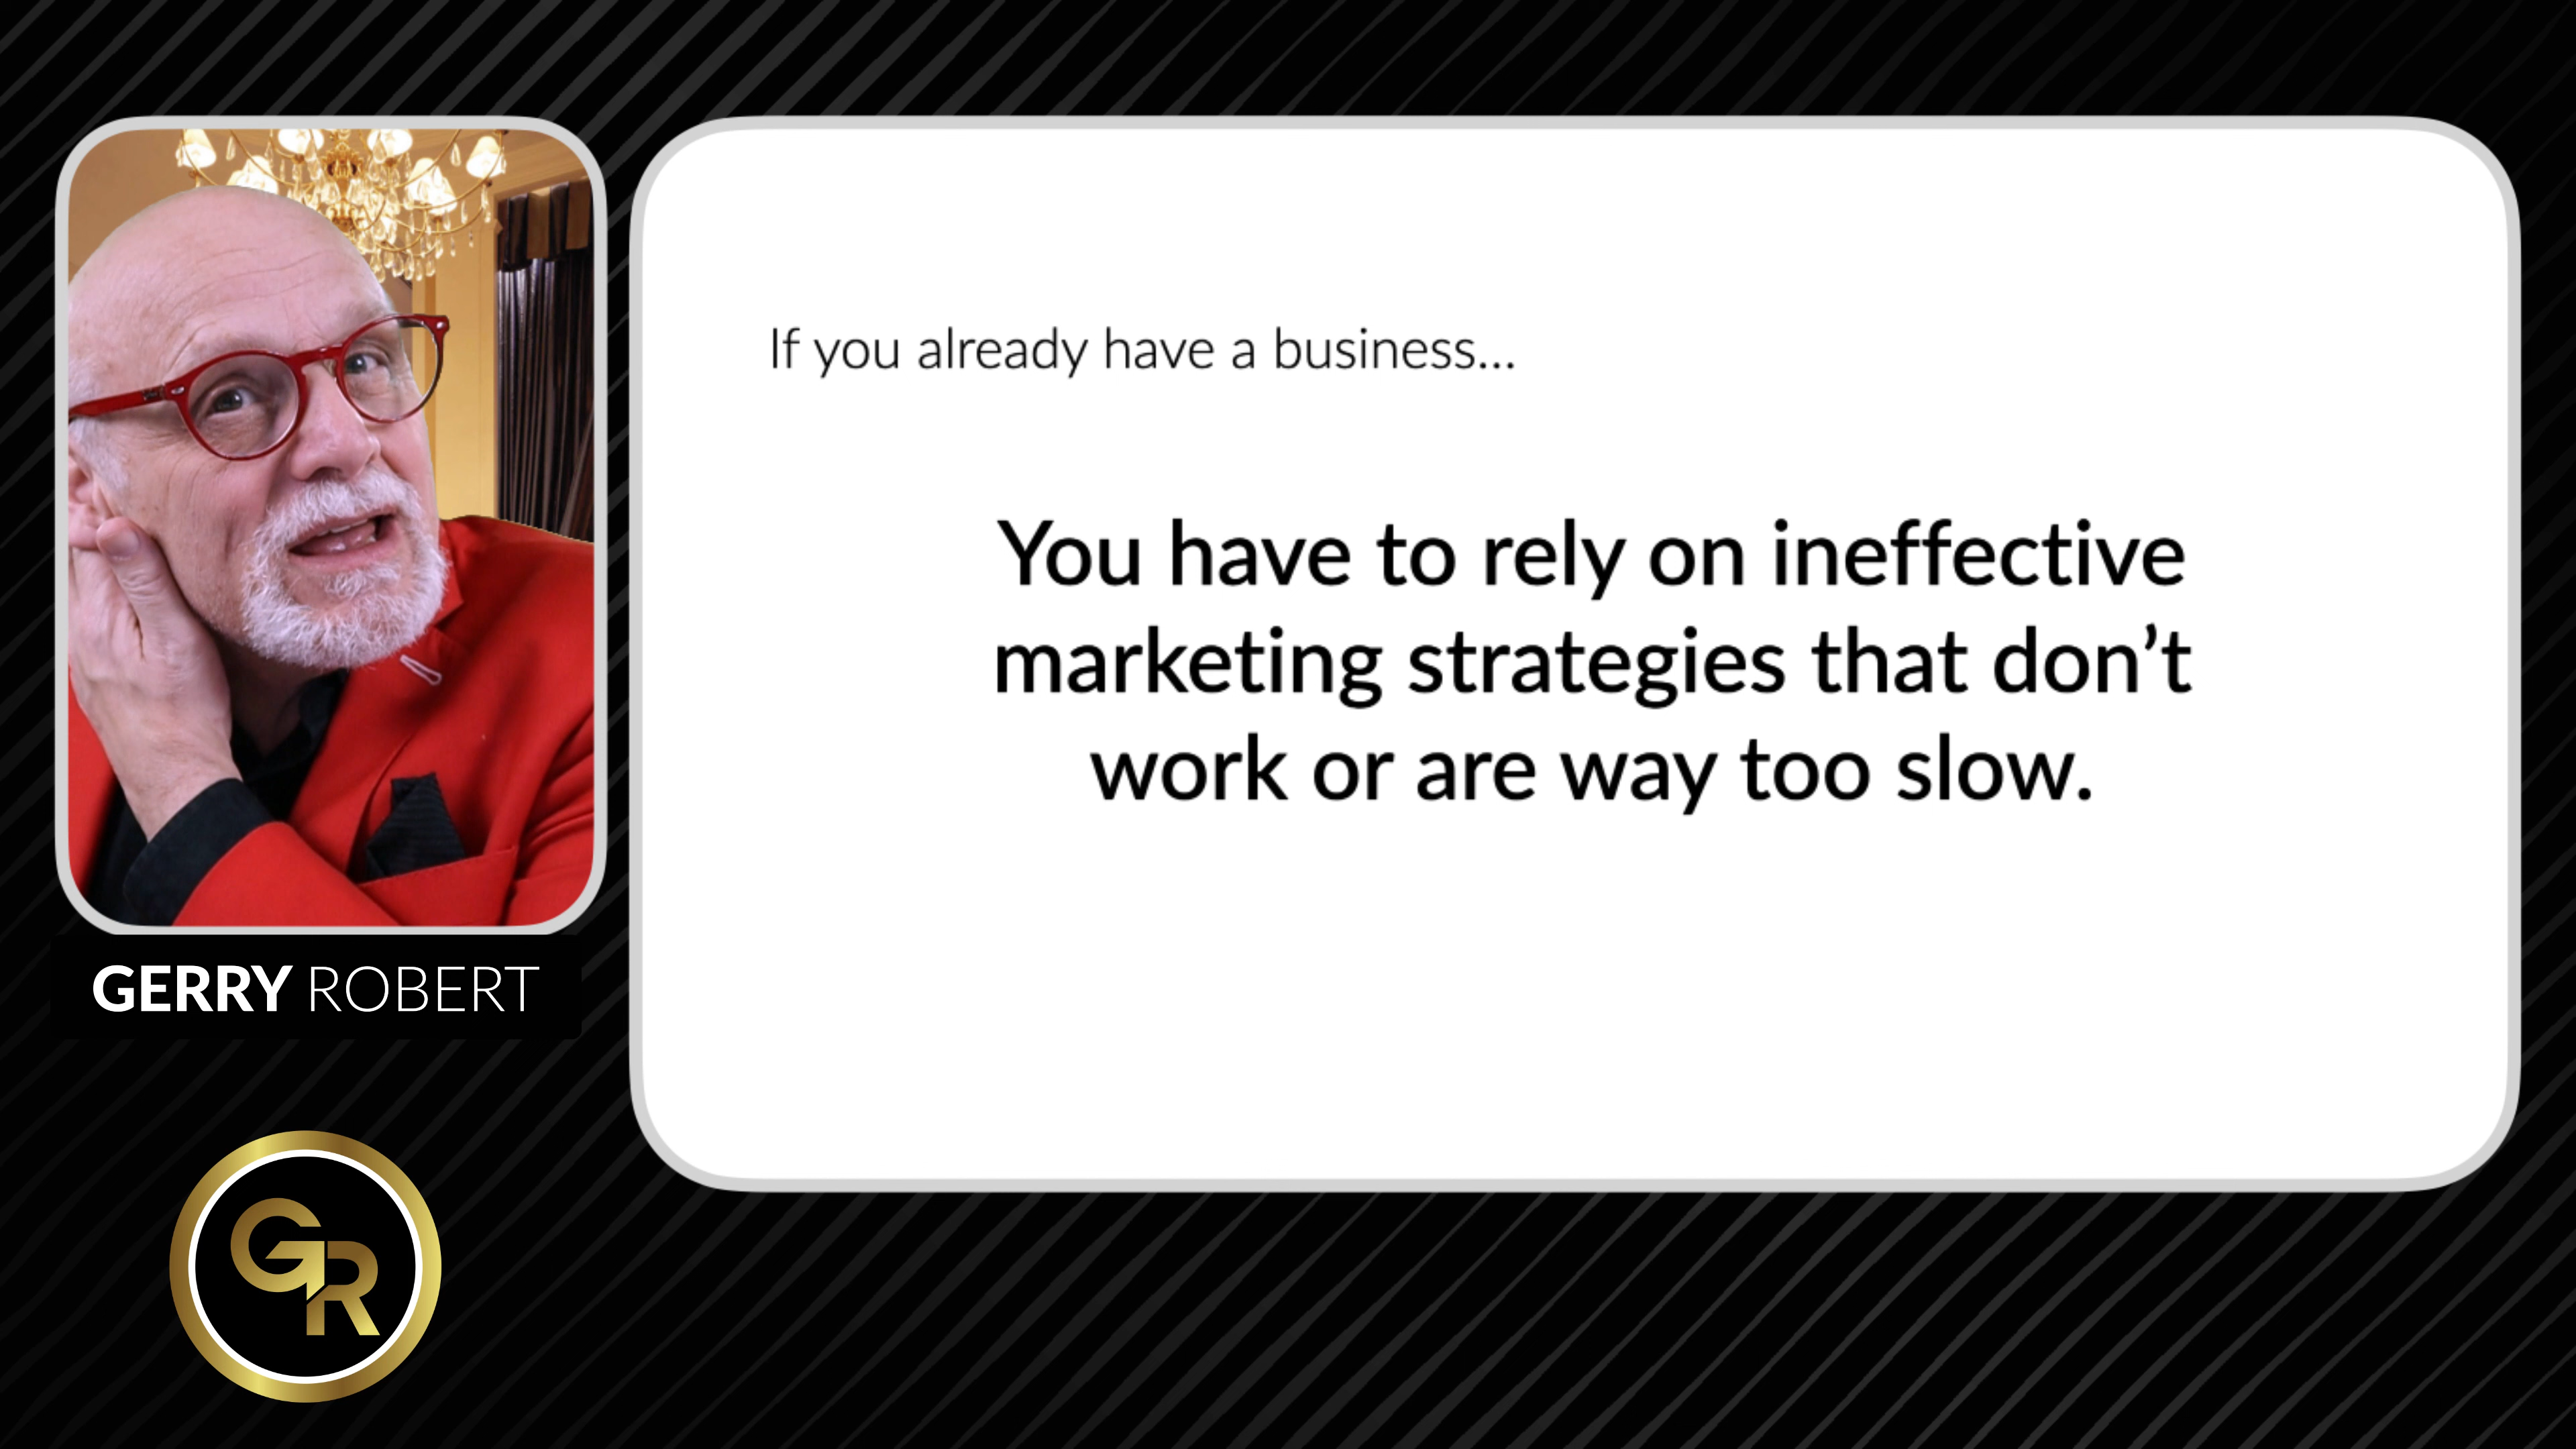 If you already have a business...
You have to rely on ineffective
marketing strategies that don’t
work or are way too slow.
GERRY ROBERT
GR